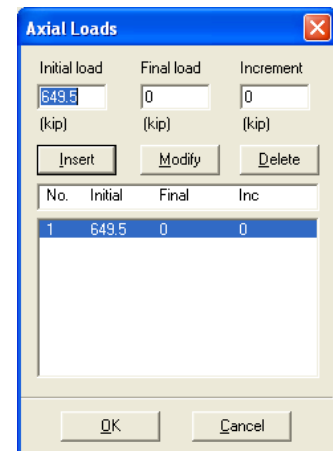 Axial Loads
Initial load Final load Increment
649.5 0 0
(kip) (kip) (kip)
Insert Modify Delete
No. Initial Final Inc
1 649.5 0 0
OK Cancel